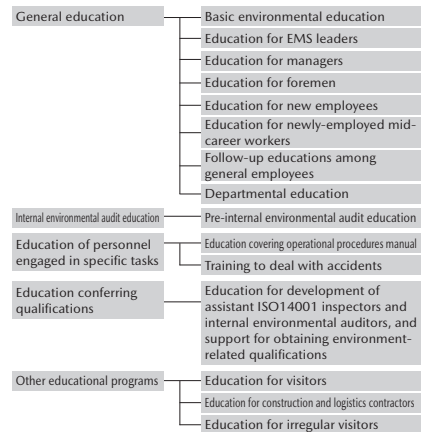 General education
Basic environmental education
Education for EMS leaders
Education for managers
Education for foremen
Education for new employees
Education for newly-employed mid-
career workers
Follow-up educations among
general employees
Departmental education
Internal environmental audit education
Pre-internal environmental audit education
Education of personnel
engaged in specific tasks
Education covering operational procedures manual
Training to deal with accidents
Education conferring
qualifications
Education for development of
assistant ISO14001 inspectors and
internal environmental auditors, and
support for obtaining environment-
related qualifications
Other educational programs
Education for visitors
Education for construction and logistics contractors
Education for irregular visitors